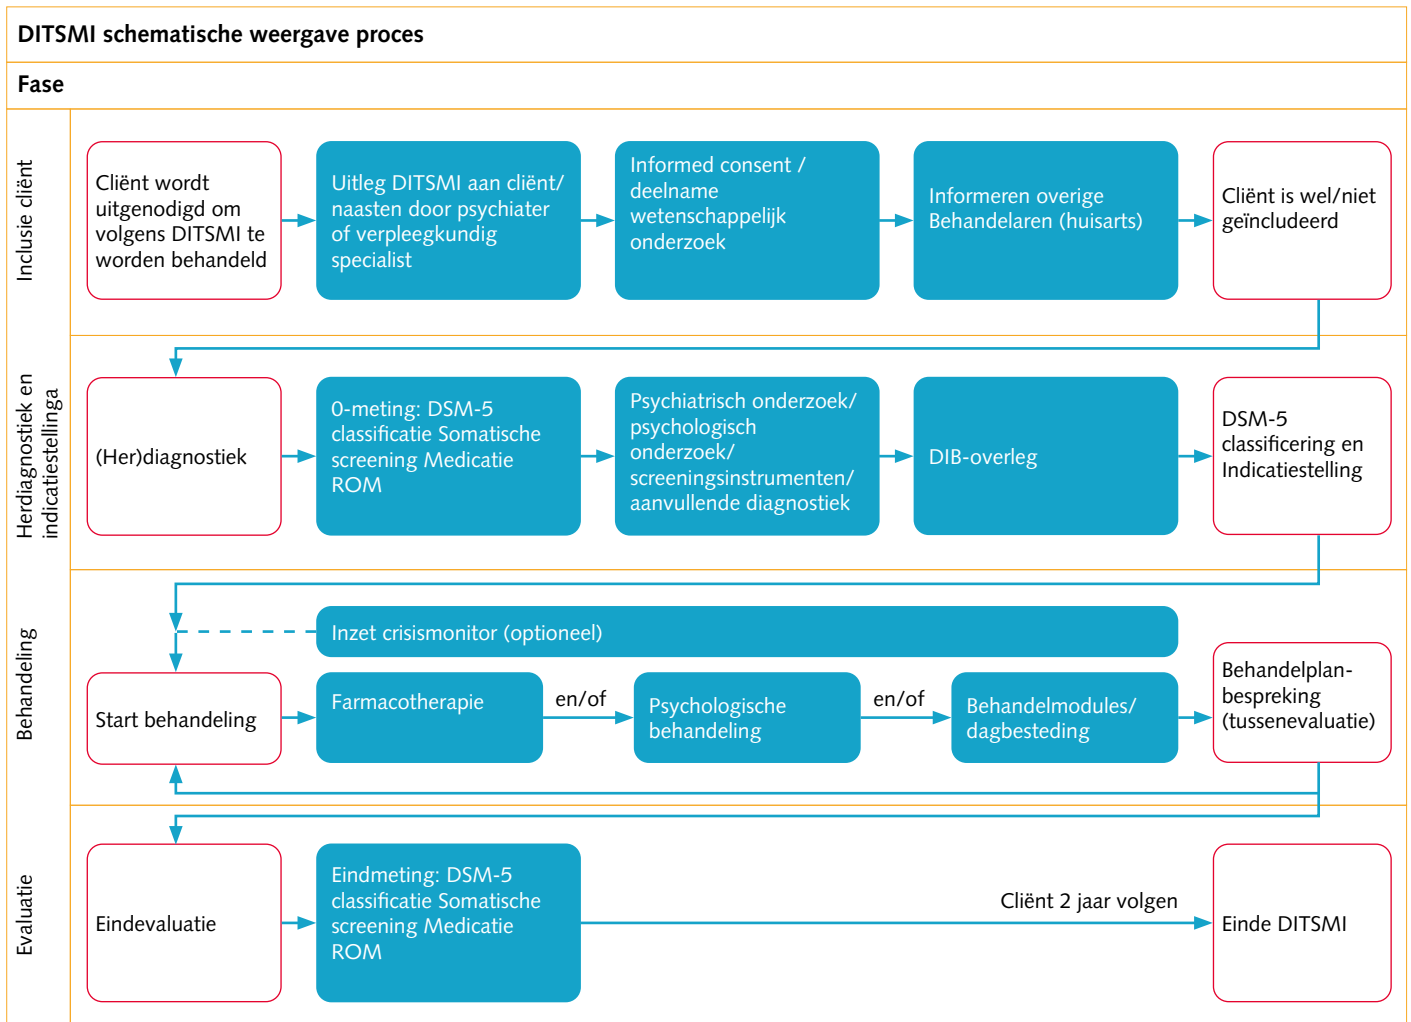 DITSMI schematische weergave proces
Fase
Inclusie cliënt
Cliënt wordt
uitgenodigd om
volgens DITSMI te
worden behandeld
Uitleg DITSMI aan cliënt/
naasten door psychiater
of verpleegkundig
specialist
Informed consent /
deelname
wetenschappelijk
onderzoek
Informeren overige
Behandelaren (huisarts)
Cliënt is wel/niet
geïncludeerd
Herdiagnostiek en
indicatiestellinga
(Her)diagnostiek
0-meting: DSM-5
classificatie Somatische
screening Medicatie
ROM
Psychiatrisch onderzoek/
psychologisch
onderzoek/
screeningsinstrumenten/
aanvullende diagnostiek
DIB-overleg
DSM-5
classificering en
Indicatiestelling
Behandeling
Inzet crisismonitor (optioneel)
Start behandeling
Farmacotherapie
en/of
Psychologische
behandeling
en/of
Behandelmodules/
dagbesteding
Behandelplan-
bespreking
(tussenevaluatie)
Evaluatie
Eindevaluatie
Eindmeting: DSM-5
classificatie Somatische
screening Medicatie
ROM
Cliënt 2 jaar volgen
Einde DITSMI